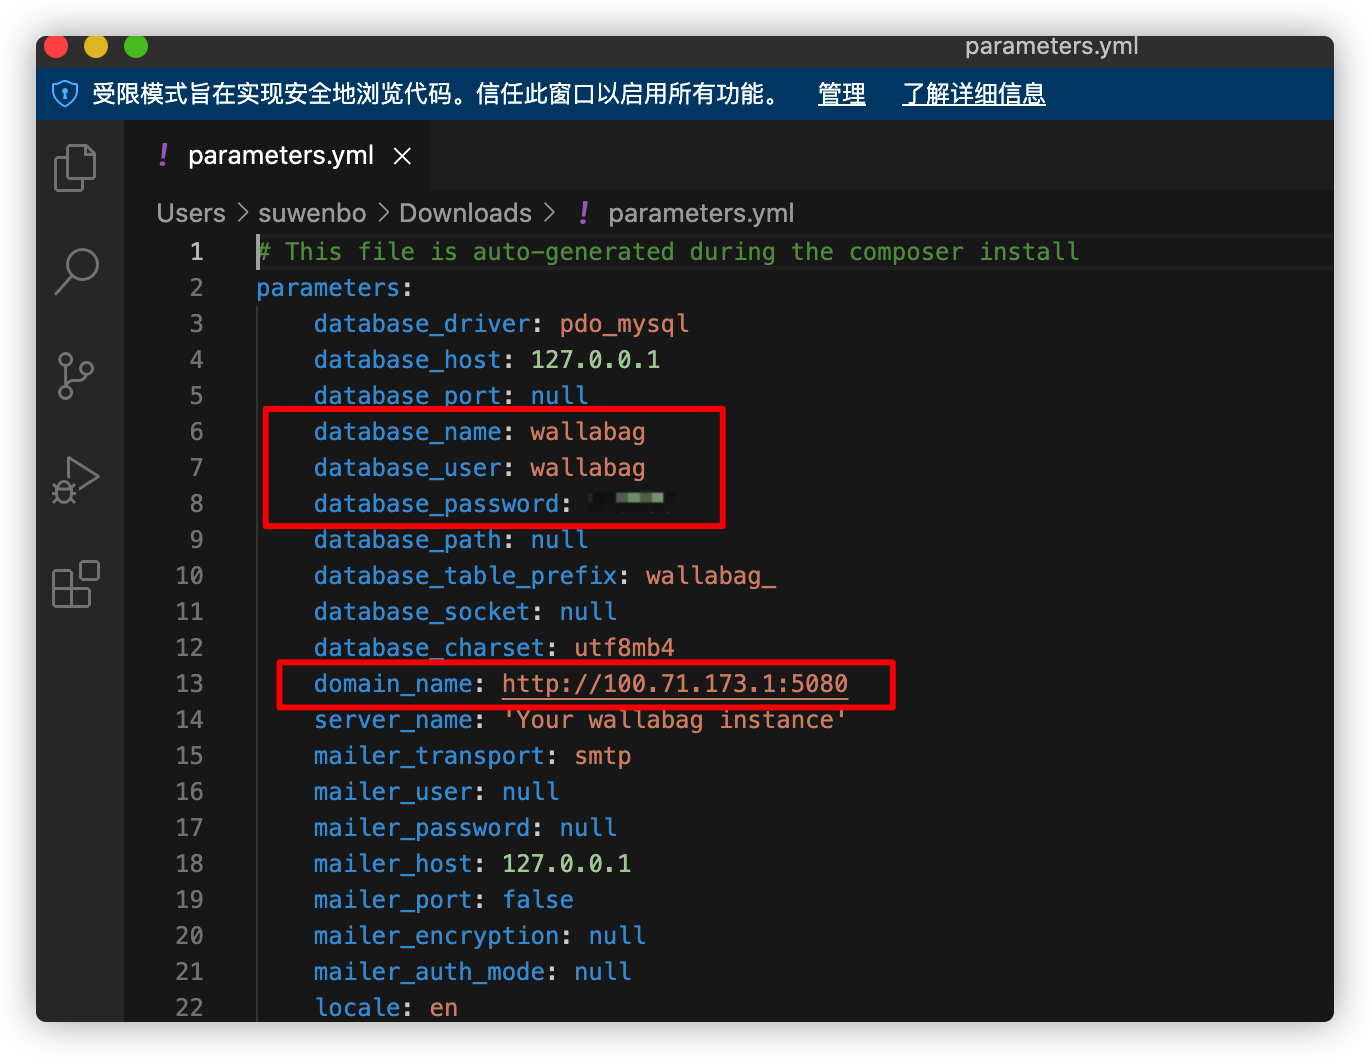 parameters.yml
受限模式旨在实现安全地浏览代码。信任此窗口以启用所有功能。 管理 了解详细信息
! parameters.yml
Users > suwenbo > Downloads > ! parameters.yml
1 # This file is auto-generated during the composer install
2 parameters:
3 database_driver: pdo_mysql
4 database_host: 127.0.0.1
5 database_port: null
6 database_name: wallabag
7 database_user: wallabag
8 database_password:
9 database_path: null
10 database_table_prefix: wallabag_
11 database_socket: null
12 database_charset: utf8mb4
13 domain_name: http://100.71.173.1:5080
14 server_name: 'Your wallabag instance'
15 mailer_transport: smtp
16 mailer_user: null
17 mailer_password: null
18 mailer_host: 127.0.0.1
19 mailer_port: false
20 mailer_encryption: null
21 mailer_auth_mode: null
22 locale: en